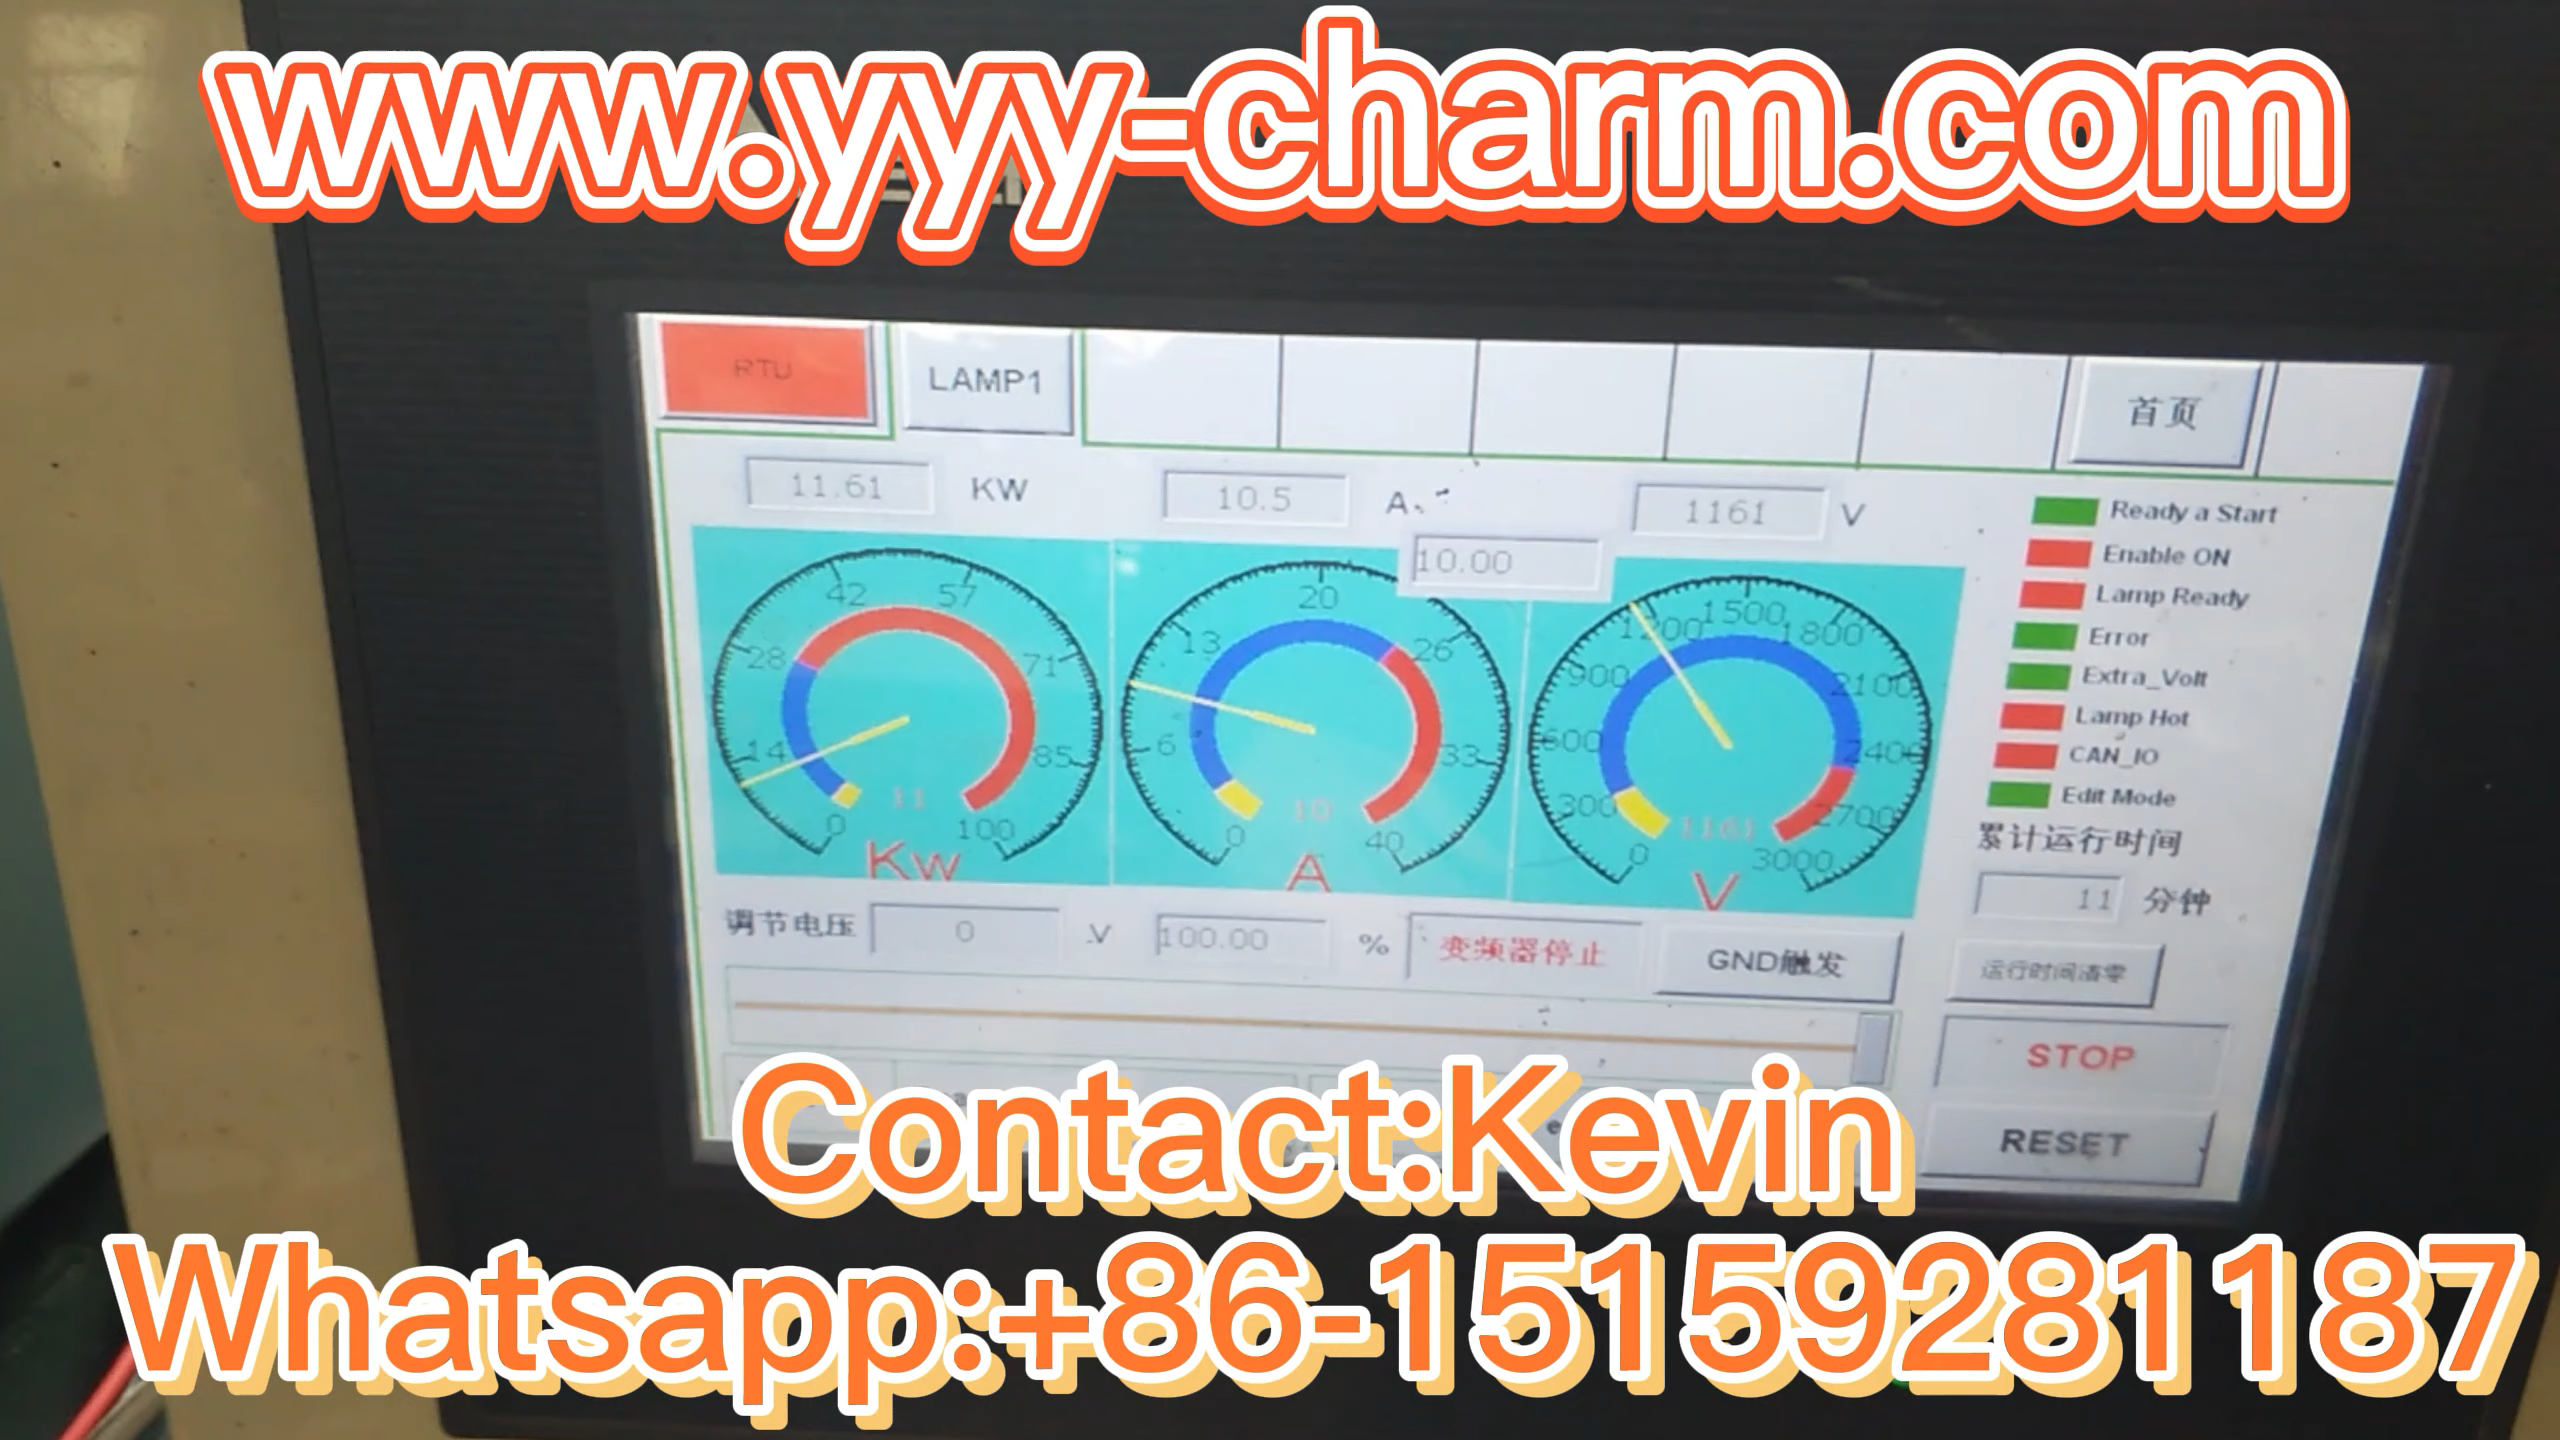 www.yyy-charm.com
RTU
LAMP1
首页
11.61 KW
10.5 A
1161 V
10.00
0 14 28 42 57 71 85 100
11
Kw
0 6 13 20 26 33 40
10
A
0 300 600 900 1200 1500 1800 2100 2400 2700 3000
1161
V
Ready a Start
Enable ON
Lamp Ready
Error
Extra_Volt
Lamp Hot
CAN_IO
Edit Mode
累计运行时间
11 分钟
调节电压 0 V 100.00 % 变频器停止 GND触发
运行时间清零
STOP
RESET
Contact:Kevin
Whatsapp:+86-15159281187